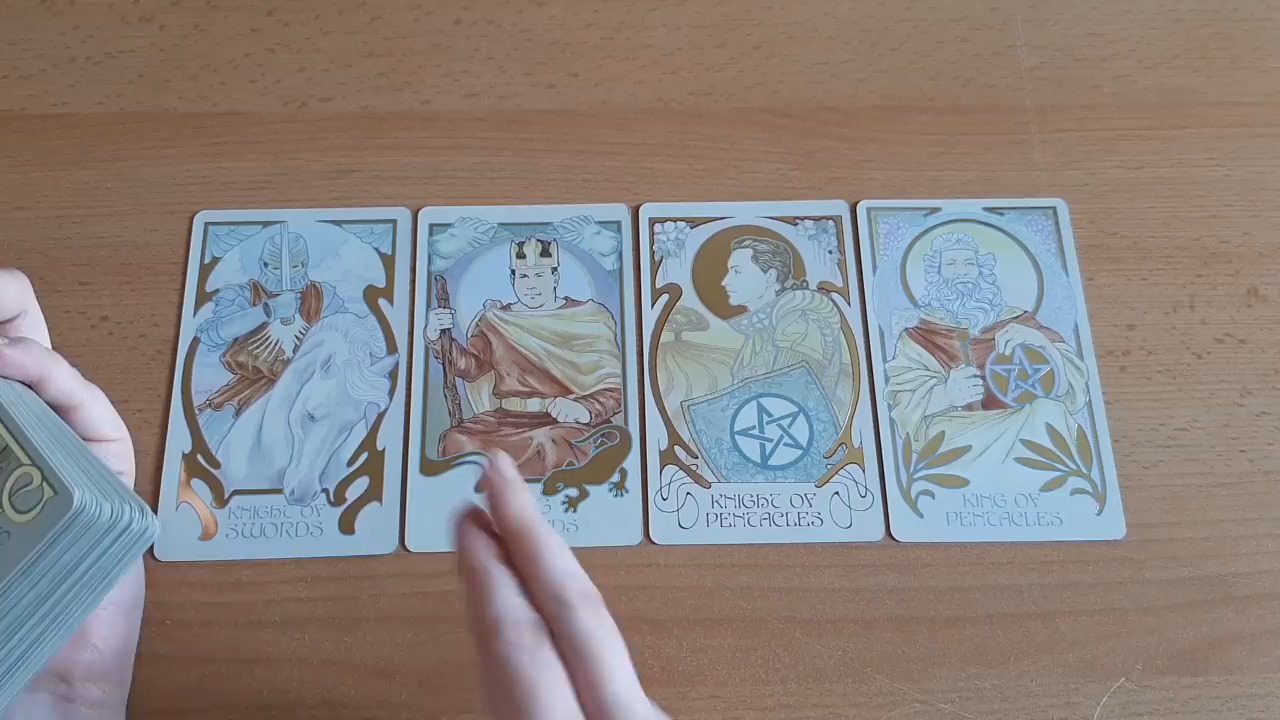 KNIGHT OF
SWORDS
KNIGHT OF
PENTACLES
KING OF
PENTACLES